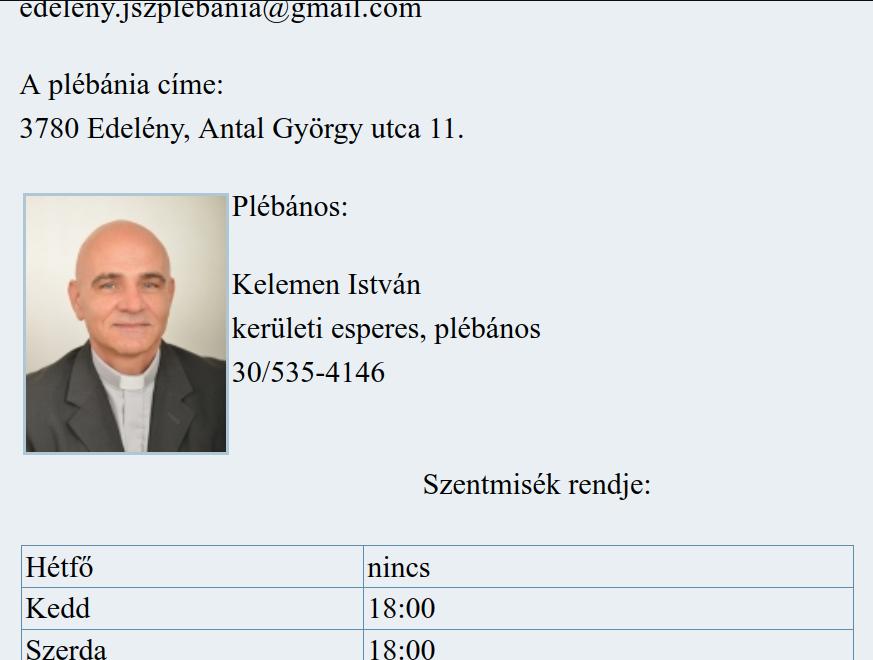 edeleny.jszplebania@gmail.com
A plébánia címe:
3780 Edelény, Antal György utca 11.
Plébános:
Kelemen István
kerületi esperes, plébános
30/535-4146
Szentmisék rendje:
Hétfő nincs
Kedd 18:00
Szerda 18:00